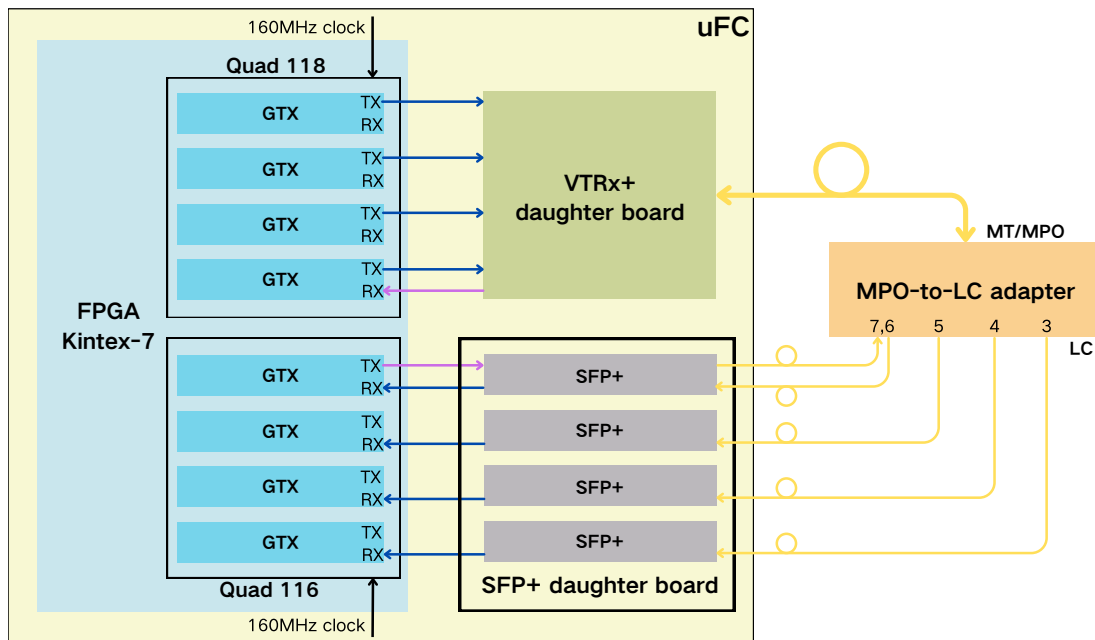 160MHz clock
uFC
Quad 118
GTX
TX
RX
GTX
TX
RX
GTX
TX
RX
GTX
TX
RX
VTRx+
daughter board
FPGA
Kintex-7
MT/MPO
MPO-to-LC adapter
7,6 5 4 3
LC
GTX
TX
RX
SFP+
GTX
TX
RX
SFP+
GTX
TX
RX
SFP+
GTX
TX
RX
SFP+
Quad 116
SFP+ daughter board
160MHz clock